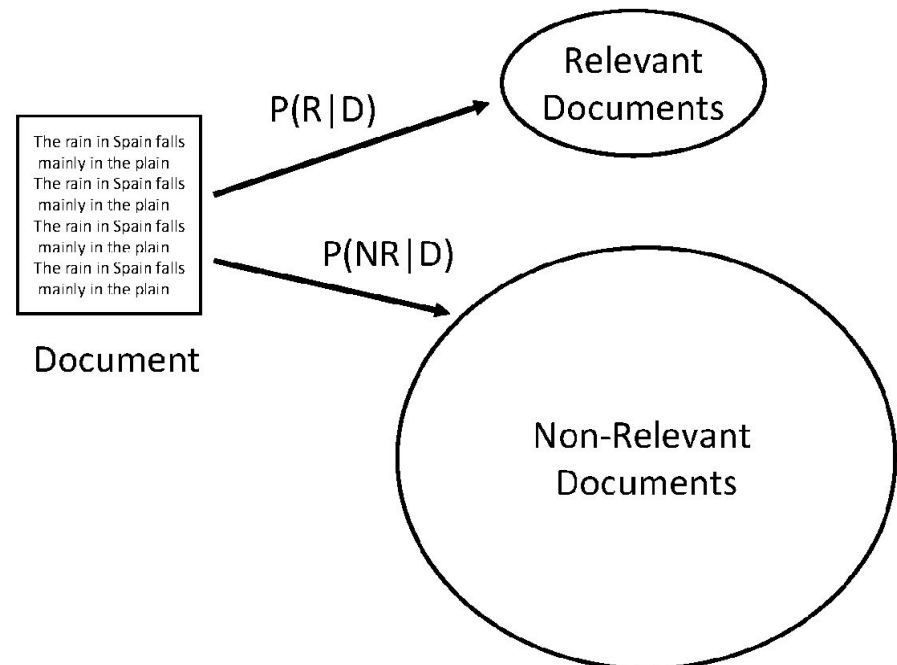 Relevant
Documents
P(R|D)
The rain in Spain falls
mainly in the plain
The rain in Spain falls
mainly in the plain
The rain in Spain falls
mainly in the plain
The rain in Spain falls
mainly in the plain
P(NR|D)
Document
Non-Relevant
Documents